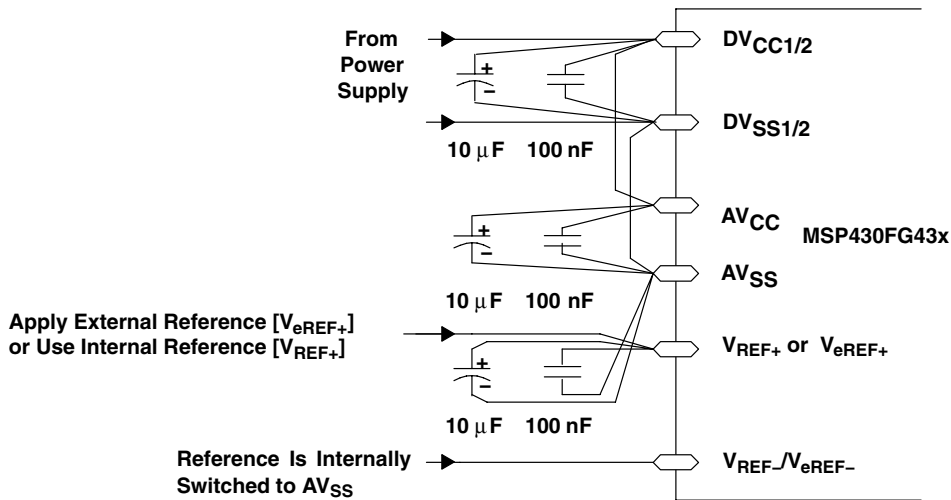 From
Power
Supply
DVCC1/2
+
−
DVSS1/2
10 μF 100 nF
AVCC
MSP430FG43x
+
−
AVSS
10 μF 100 nF
Apply External Reference [VeREF+]
or Use Internal Reference [VREF+]
VREF+ or VeREF+
+
−
10 μF 100 nF
Reference Is Internally
Switched to AVSS
VREF−/VeREF−